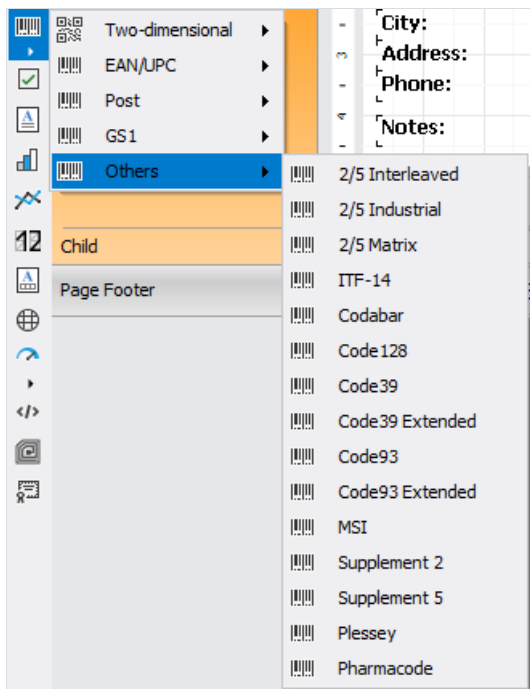 Two-dimensional
EAN/UPC
Post
GS1
Others
City:
Address:
Phone:
Notes:
3
4
12
Child
Page Footer
2/5 Interleaved
2/5 Industrial
2/5 Matrix
ITF-14
Codabar
Code128
Code39
Code39 Extended
Code93
Code93 Extended
MSI
Supplement 2
Supplement 5
Plessey
Pharmacode